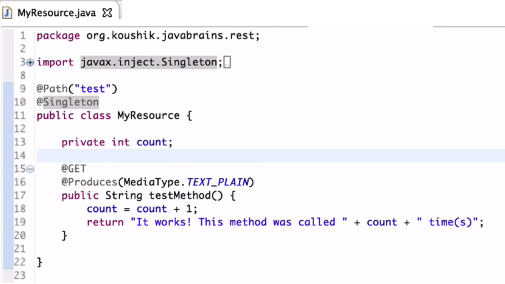 MyResource.java
1 package org.koushik.javabrains.rest;
2
3 import javax.inject.Singleton;
8
9 @Path("test")
10 @Singleton
11 public class MyResource {
12
13 private int count;
14
15 @GET
16 @Produces(MediaType.TEXT_PLAIN)
17 public String testMethod() {
18 count = count + 1;
19 return "It works! This method was called " + count + " time(s)";
20 }
21
22 }
23